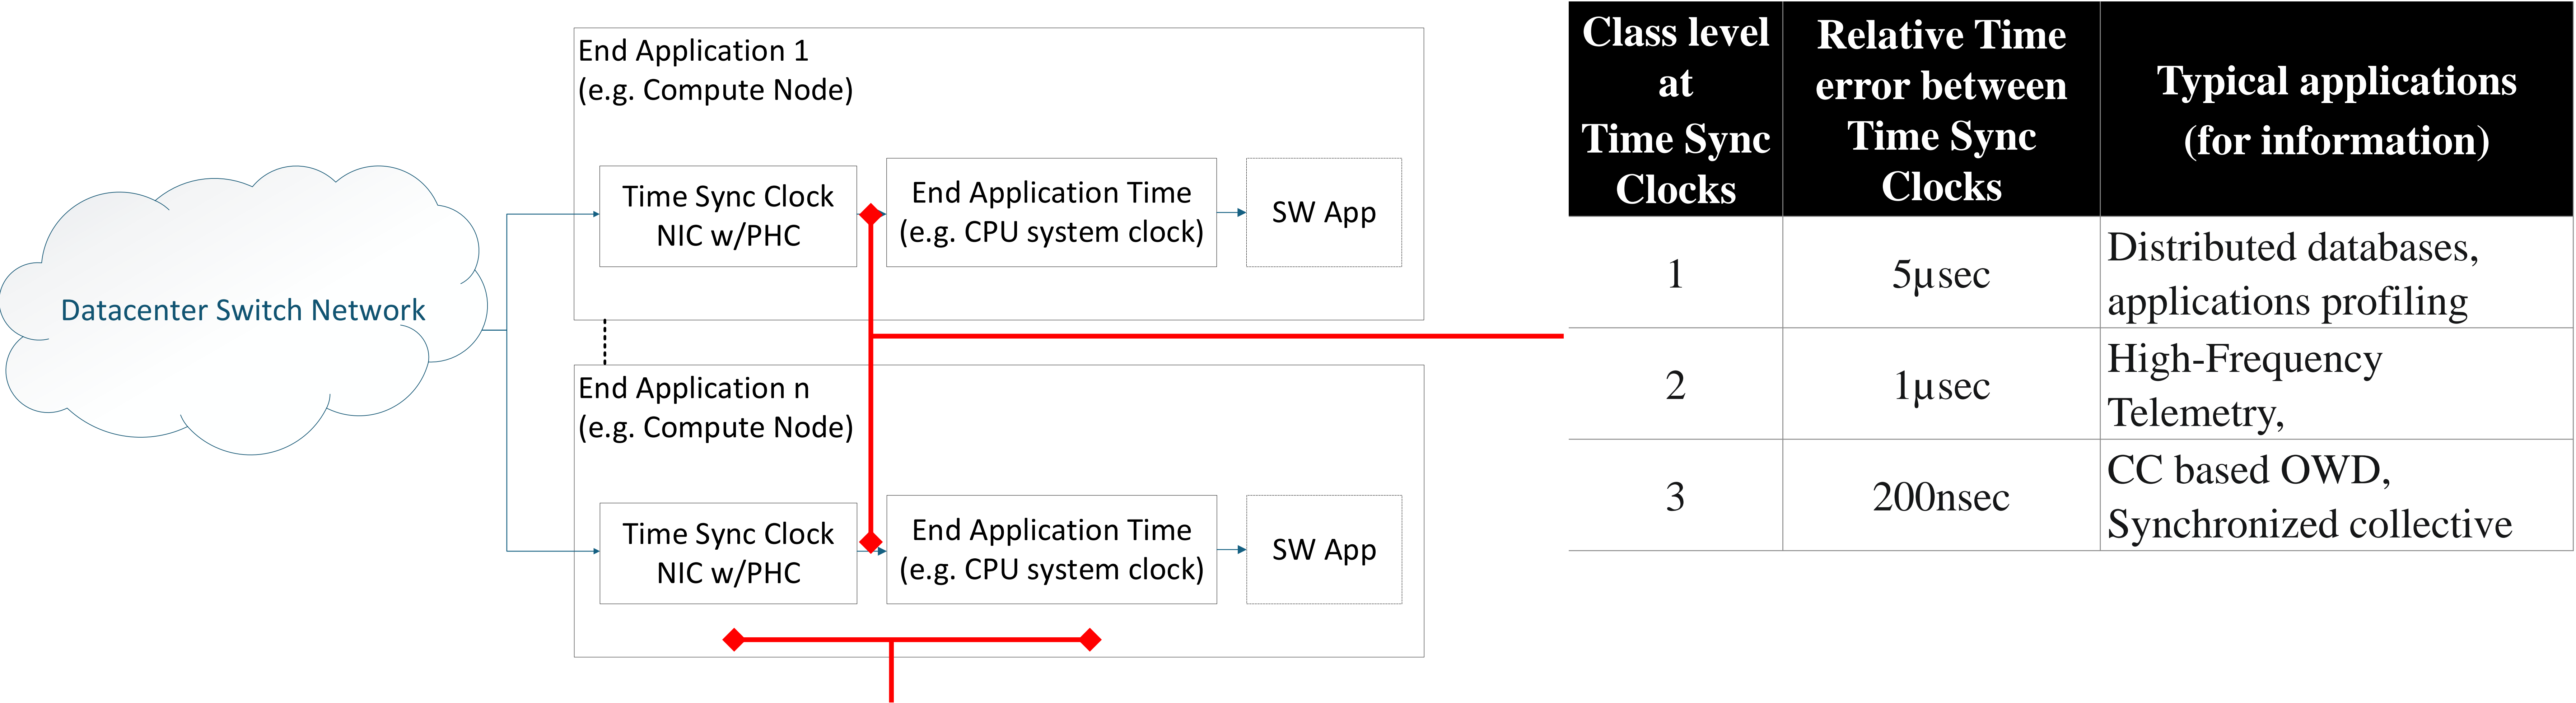 Datacenter Switch Network
End Application 1
(e.g. Compute Node)
Time Sync Clock
NIC w/PHC
End Application Time
(e.g. CPU system clock)
SW App
End Application n
(e.g. Compute Node)
Time Sync Clock
NIC w/PHC
End Application Time
(e.g. CPU system clock)
SW App
Class level
at
Time Sync
Clocks
Relative Time
error between
Time Sync
Clocks
Typical applications
(for information)
1
5μsec
Distributed databases,
applications profiling
2
1μsec
High-Frequency
Telemetry,
3
200nsec
CC based OWD,
Synchronized collective